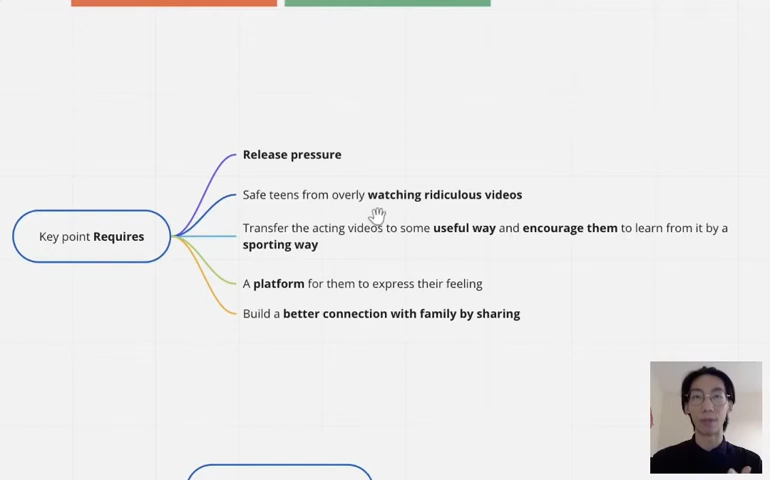 Release pressure
Safe teens from overly watching ridiculous videos
Transfer the acting videos to some useful way and encourage them to learn from it by a
sporting way
Key point Requires
A platform for them to express their feeling
Build a better connection with family by sharing